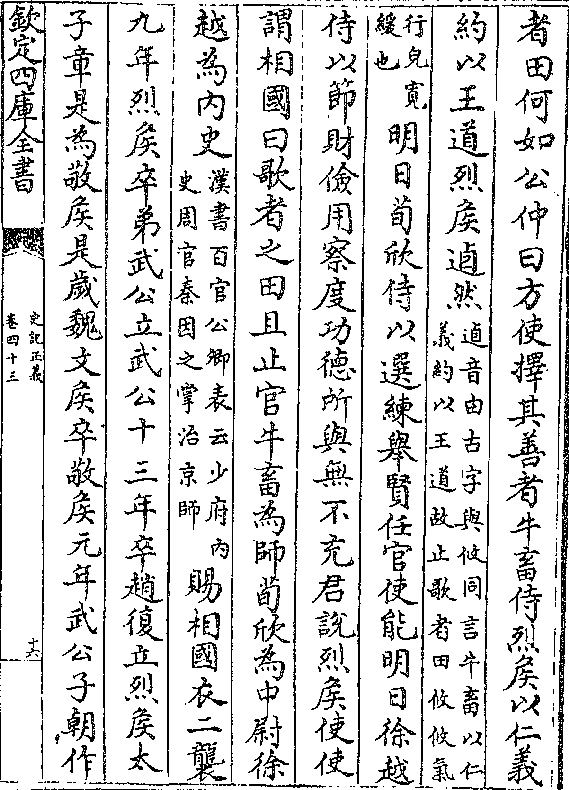 者田何如公仲曰方使擇其善者牛畜侍烈侯以仁義
約以王道烈侯逌然逌音由古字與攸同言牛畜以仁義約以王道故止歌者田攸攸氣
行皃寛緩也明日荀欣侍以選練舉賢任官使能明日徐越
侍以節財儉用察度功德所與無不充君說烈侯使使
謂相國曰歌者之田且止官牛畜為師荀欣為中尉徐
越為内史漢書百官公卿表云少府内史周官秦因之掌治京師賜相國衣二襲
九年烈侯卒弟武公立武公十三年卒趙復立烈侯太
子章是為敬侯是歲魏文侯卒敬侯元年武公子朝作
欽定四庫全書
史記正義
卷四十三
十六